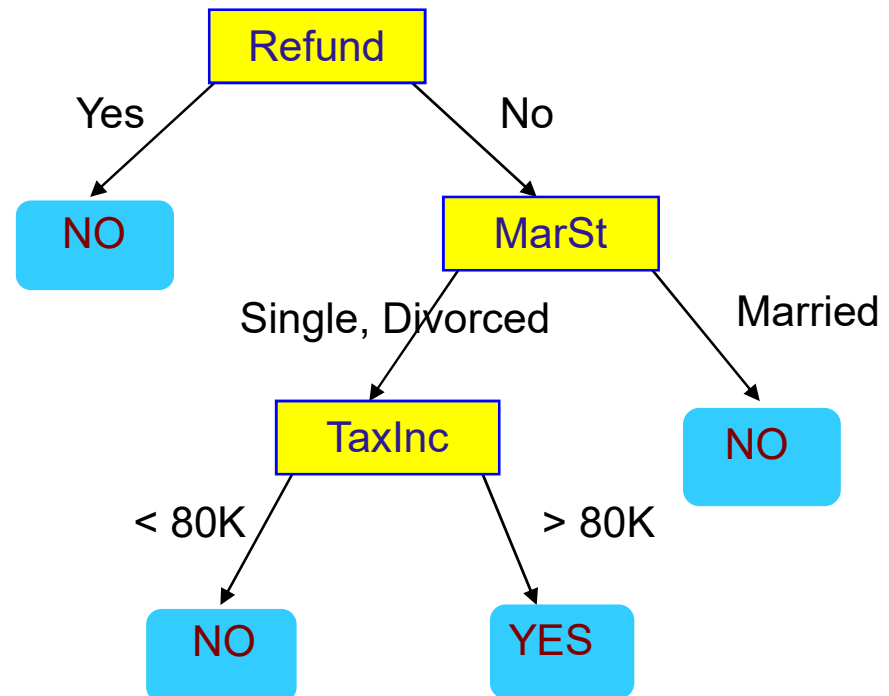 Refund
Yes
No
NO
MarSt
Single, Divorced
Married
TaxInc
NO
< 80K
> 80K
NO
YES